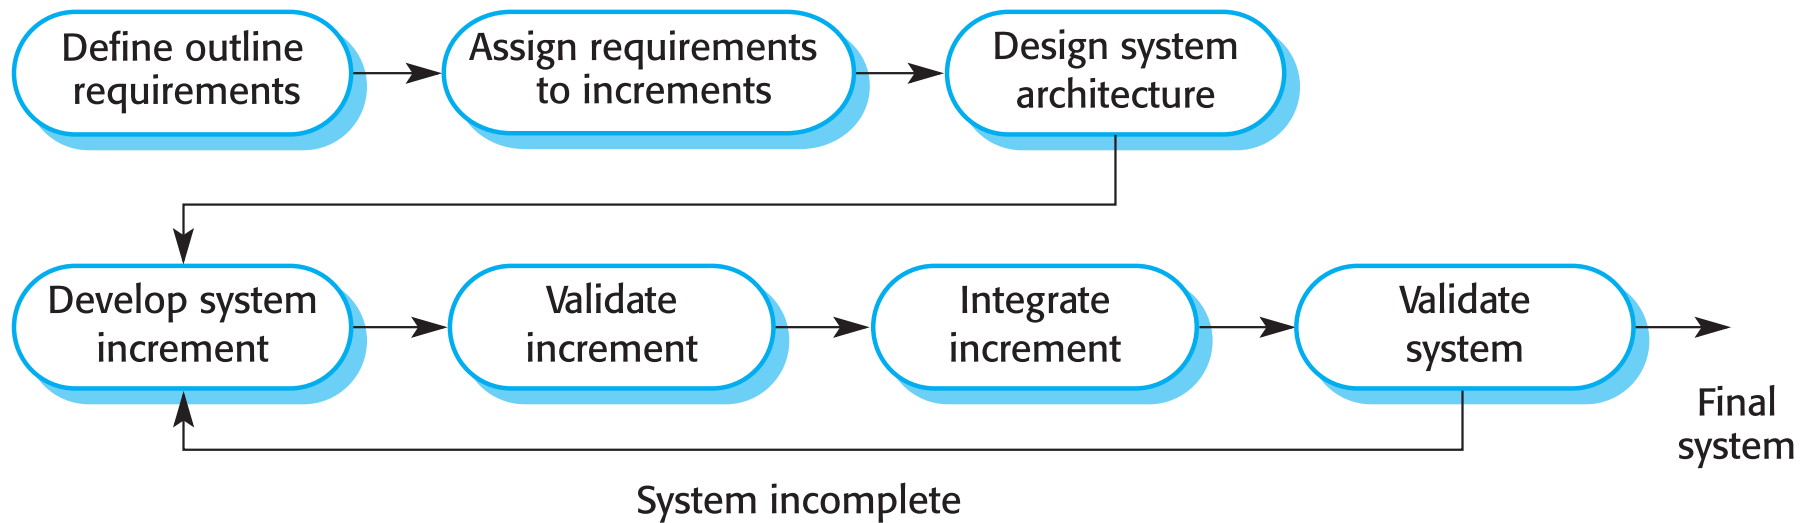 Define outline
requirements
Assign requirements
to increments
Design system
architecture
Develop system
increment
Validate
increment
Integrate
increment
Validate
system
Final
system
System incomplete